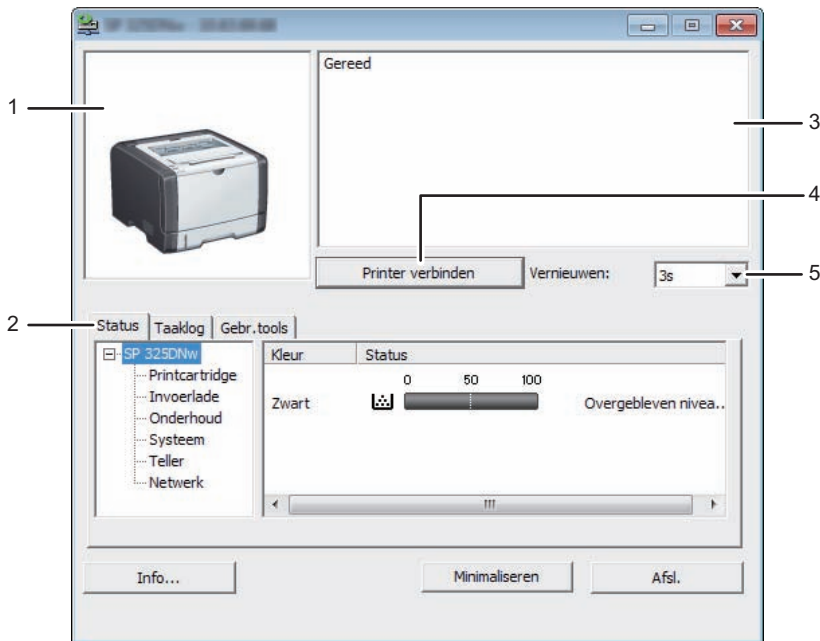 Gereed
1
3
4
Printer verbinden
Vernieuwen:
3s
5
2
Status
Taaklog
Gebr.tools
SP 325DNw
Printcartridge
Invoerlade
Onderhoud
Systeem
Teller
Netwerk
Kleur
Status
0 50 100
Zwart
Overgebleven nivea..
Info...
Minimaliseren
Afsl.